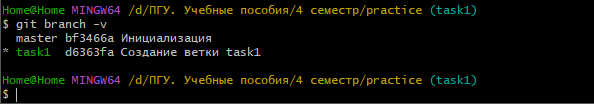 Home@Home MINGW64 /d/ПГУ. Учебные пособия/4 семестр/practice (task1)
$ git branch -v
  master bf3466a Инициализация
* task1  d6363fa Создание ветки task1
Home@Home MINGW64 /d/ПГУ. Учебные пособия/4 семестр/practice (task1)
$